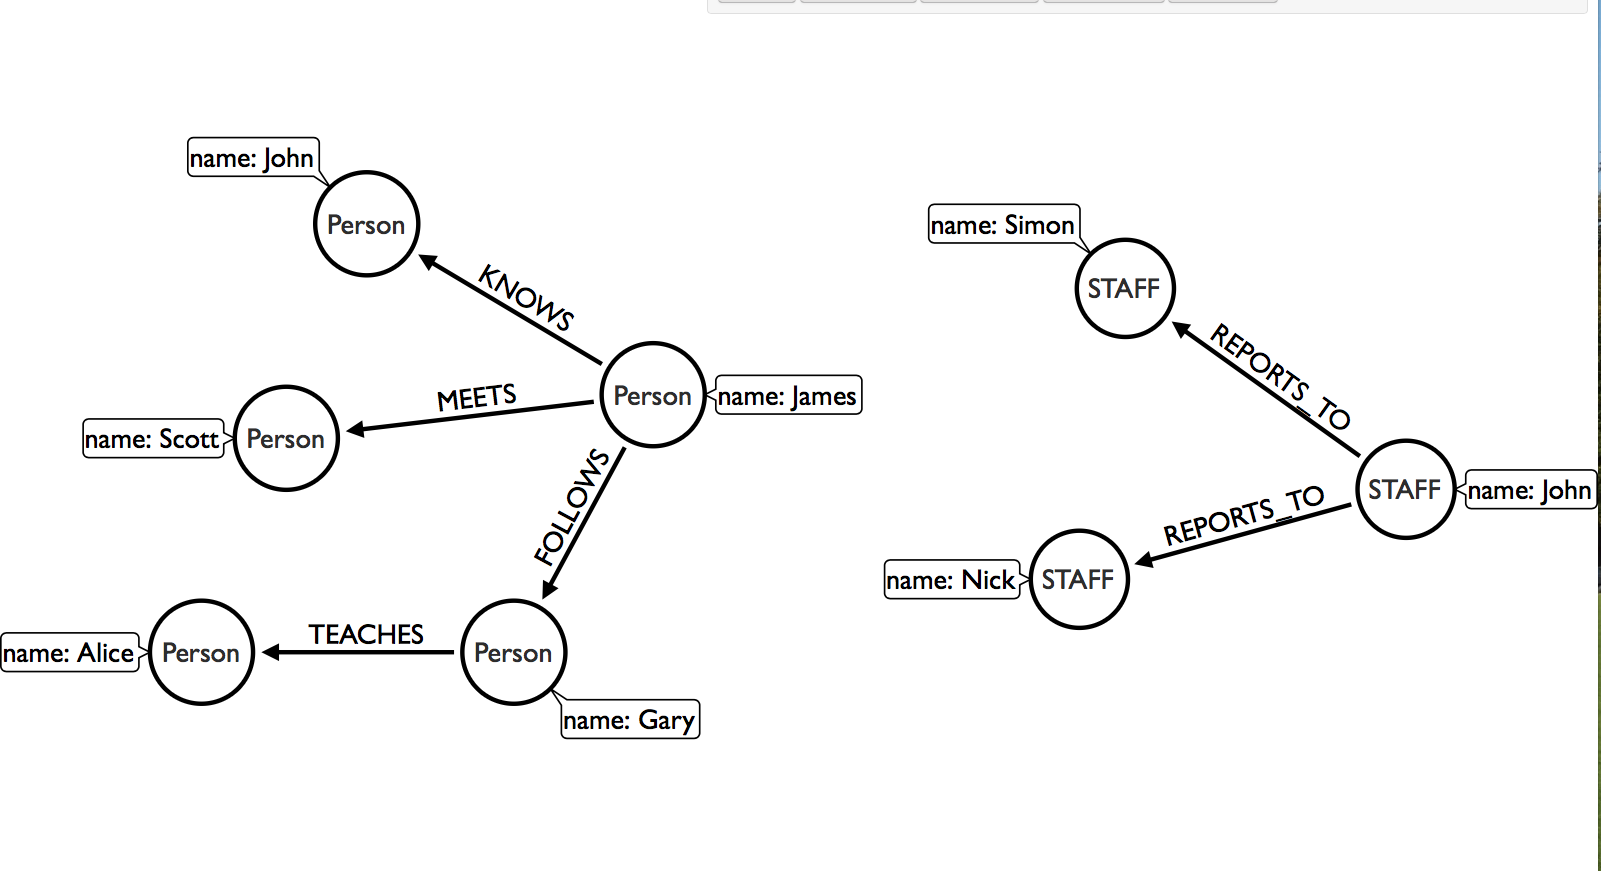 name: John
Person
KNOWS
Person
name: James
MEETS
name: Scott
Person
FOLLOWS
name: Alice
Person
TEACHES
Person
name: Gary
name: Simon
STAFF
REPORTS_TO
STAFF
name: John
REPORTS_TO
name: Nick
STAFF